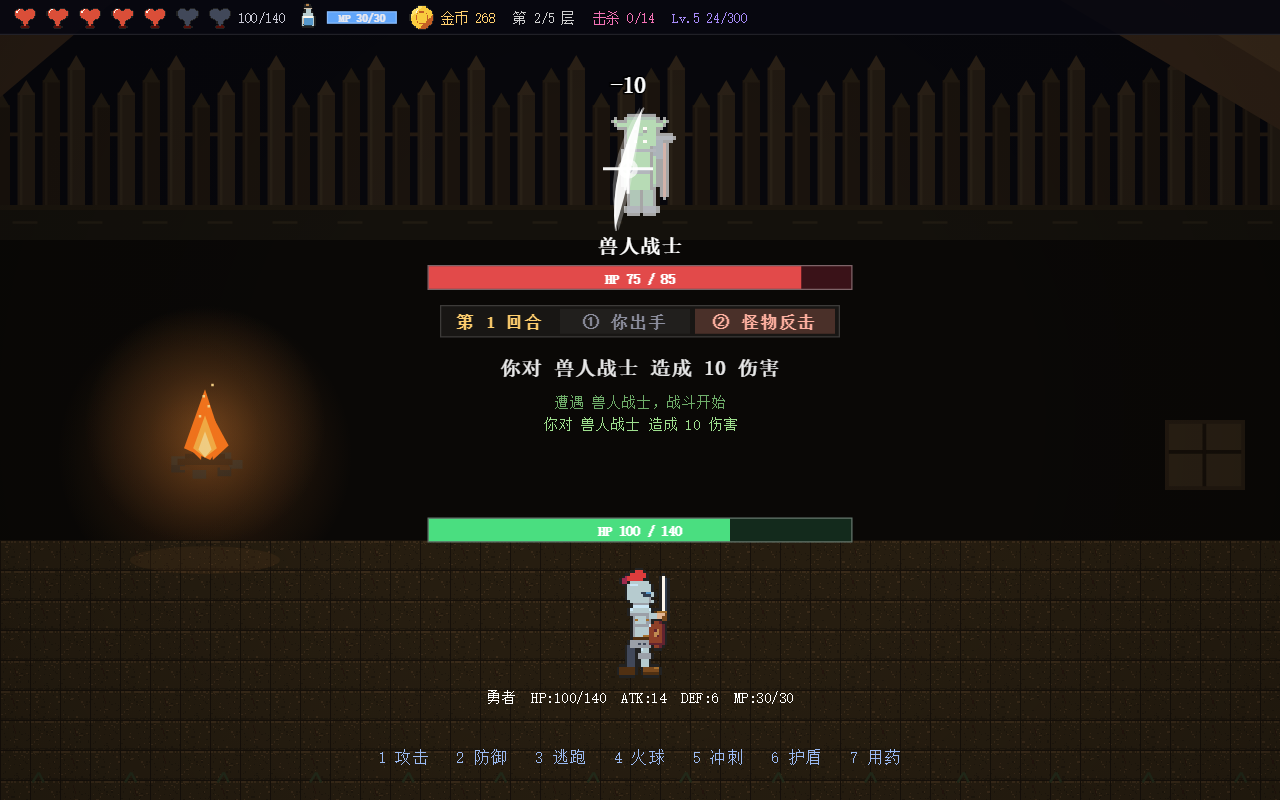 100/140 MP 30/30 金币 268 第 2/5 层 击杀 0/14 Lv.5 24/300
-10
兽人战士
HP 75 / 85
第 1 回合 ① 你出手 ② 怪物反击
你对 兽人战士 造成 10 伤害
遭遇 兽人战士，战斗开始
你对 兽人战士 造成 10 伤害
HP 100 / 140
勇者 HP:100/140 ATK:14 DEF:6 MP:30/30
1 攻击 2 防御 3 逃跑 4 火球 5 冲刺 6 护盾 7 用药